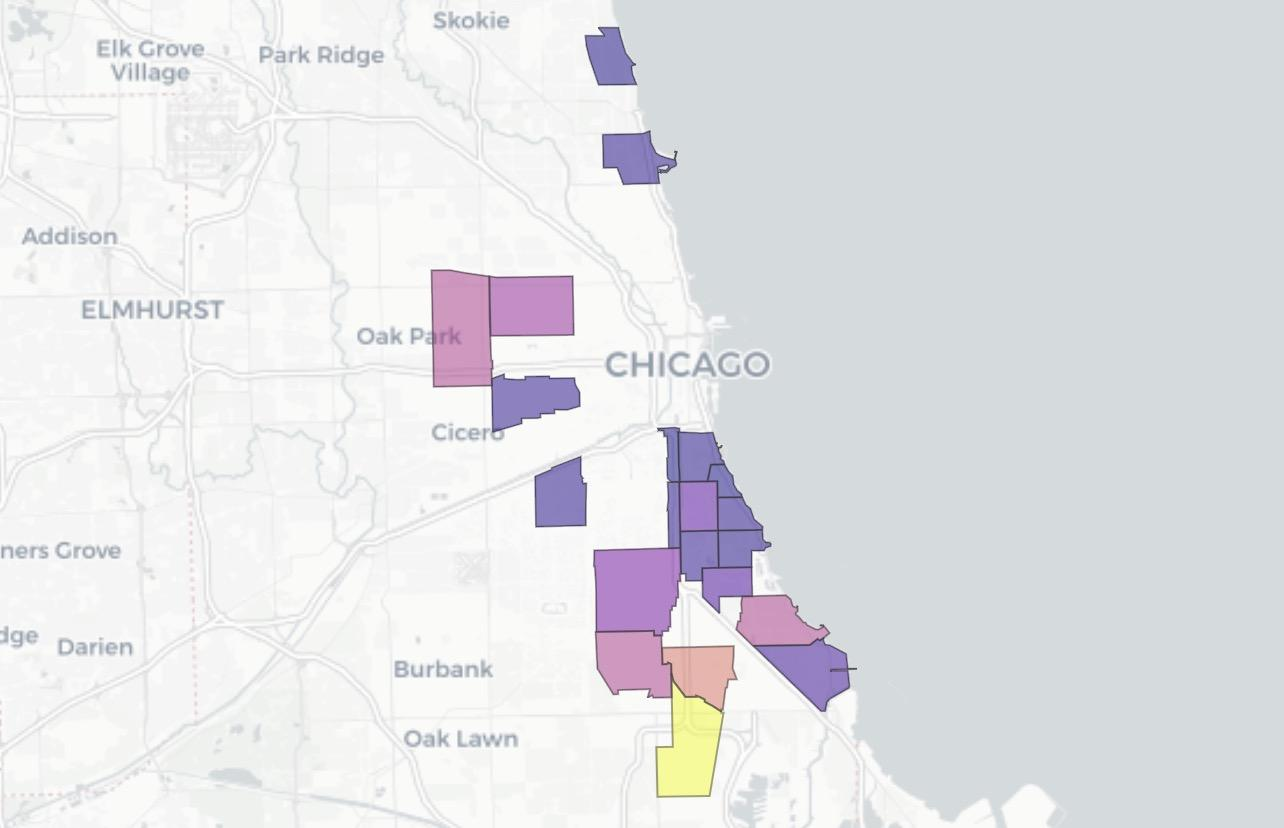 Skokie
Elk Grove
Village
Park Ridge
Addison
ELMHURST
Oak Park
CHICAGO
Cicero
ners Grove
dge
Darien
Burbank
Oak Lawn